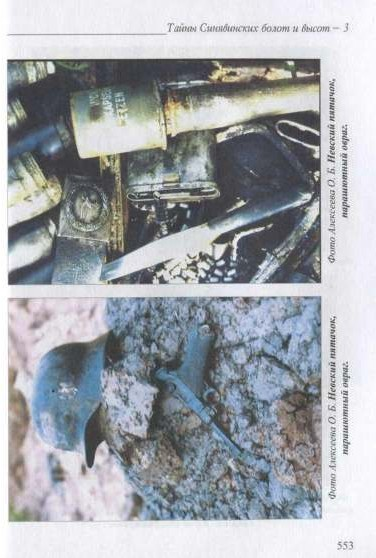 Тайны Синявинских болот и высот – 3
Фото Алексеева О. Б. Невский пятачок,
парашютный овраг.
Фото Алексеева О. Б. Невский пятачок,
парашютный овраг.
553